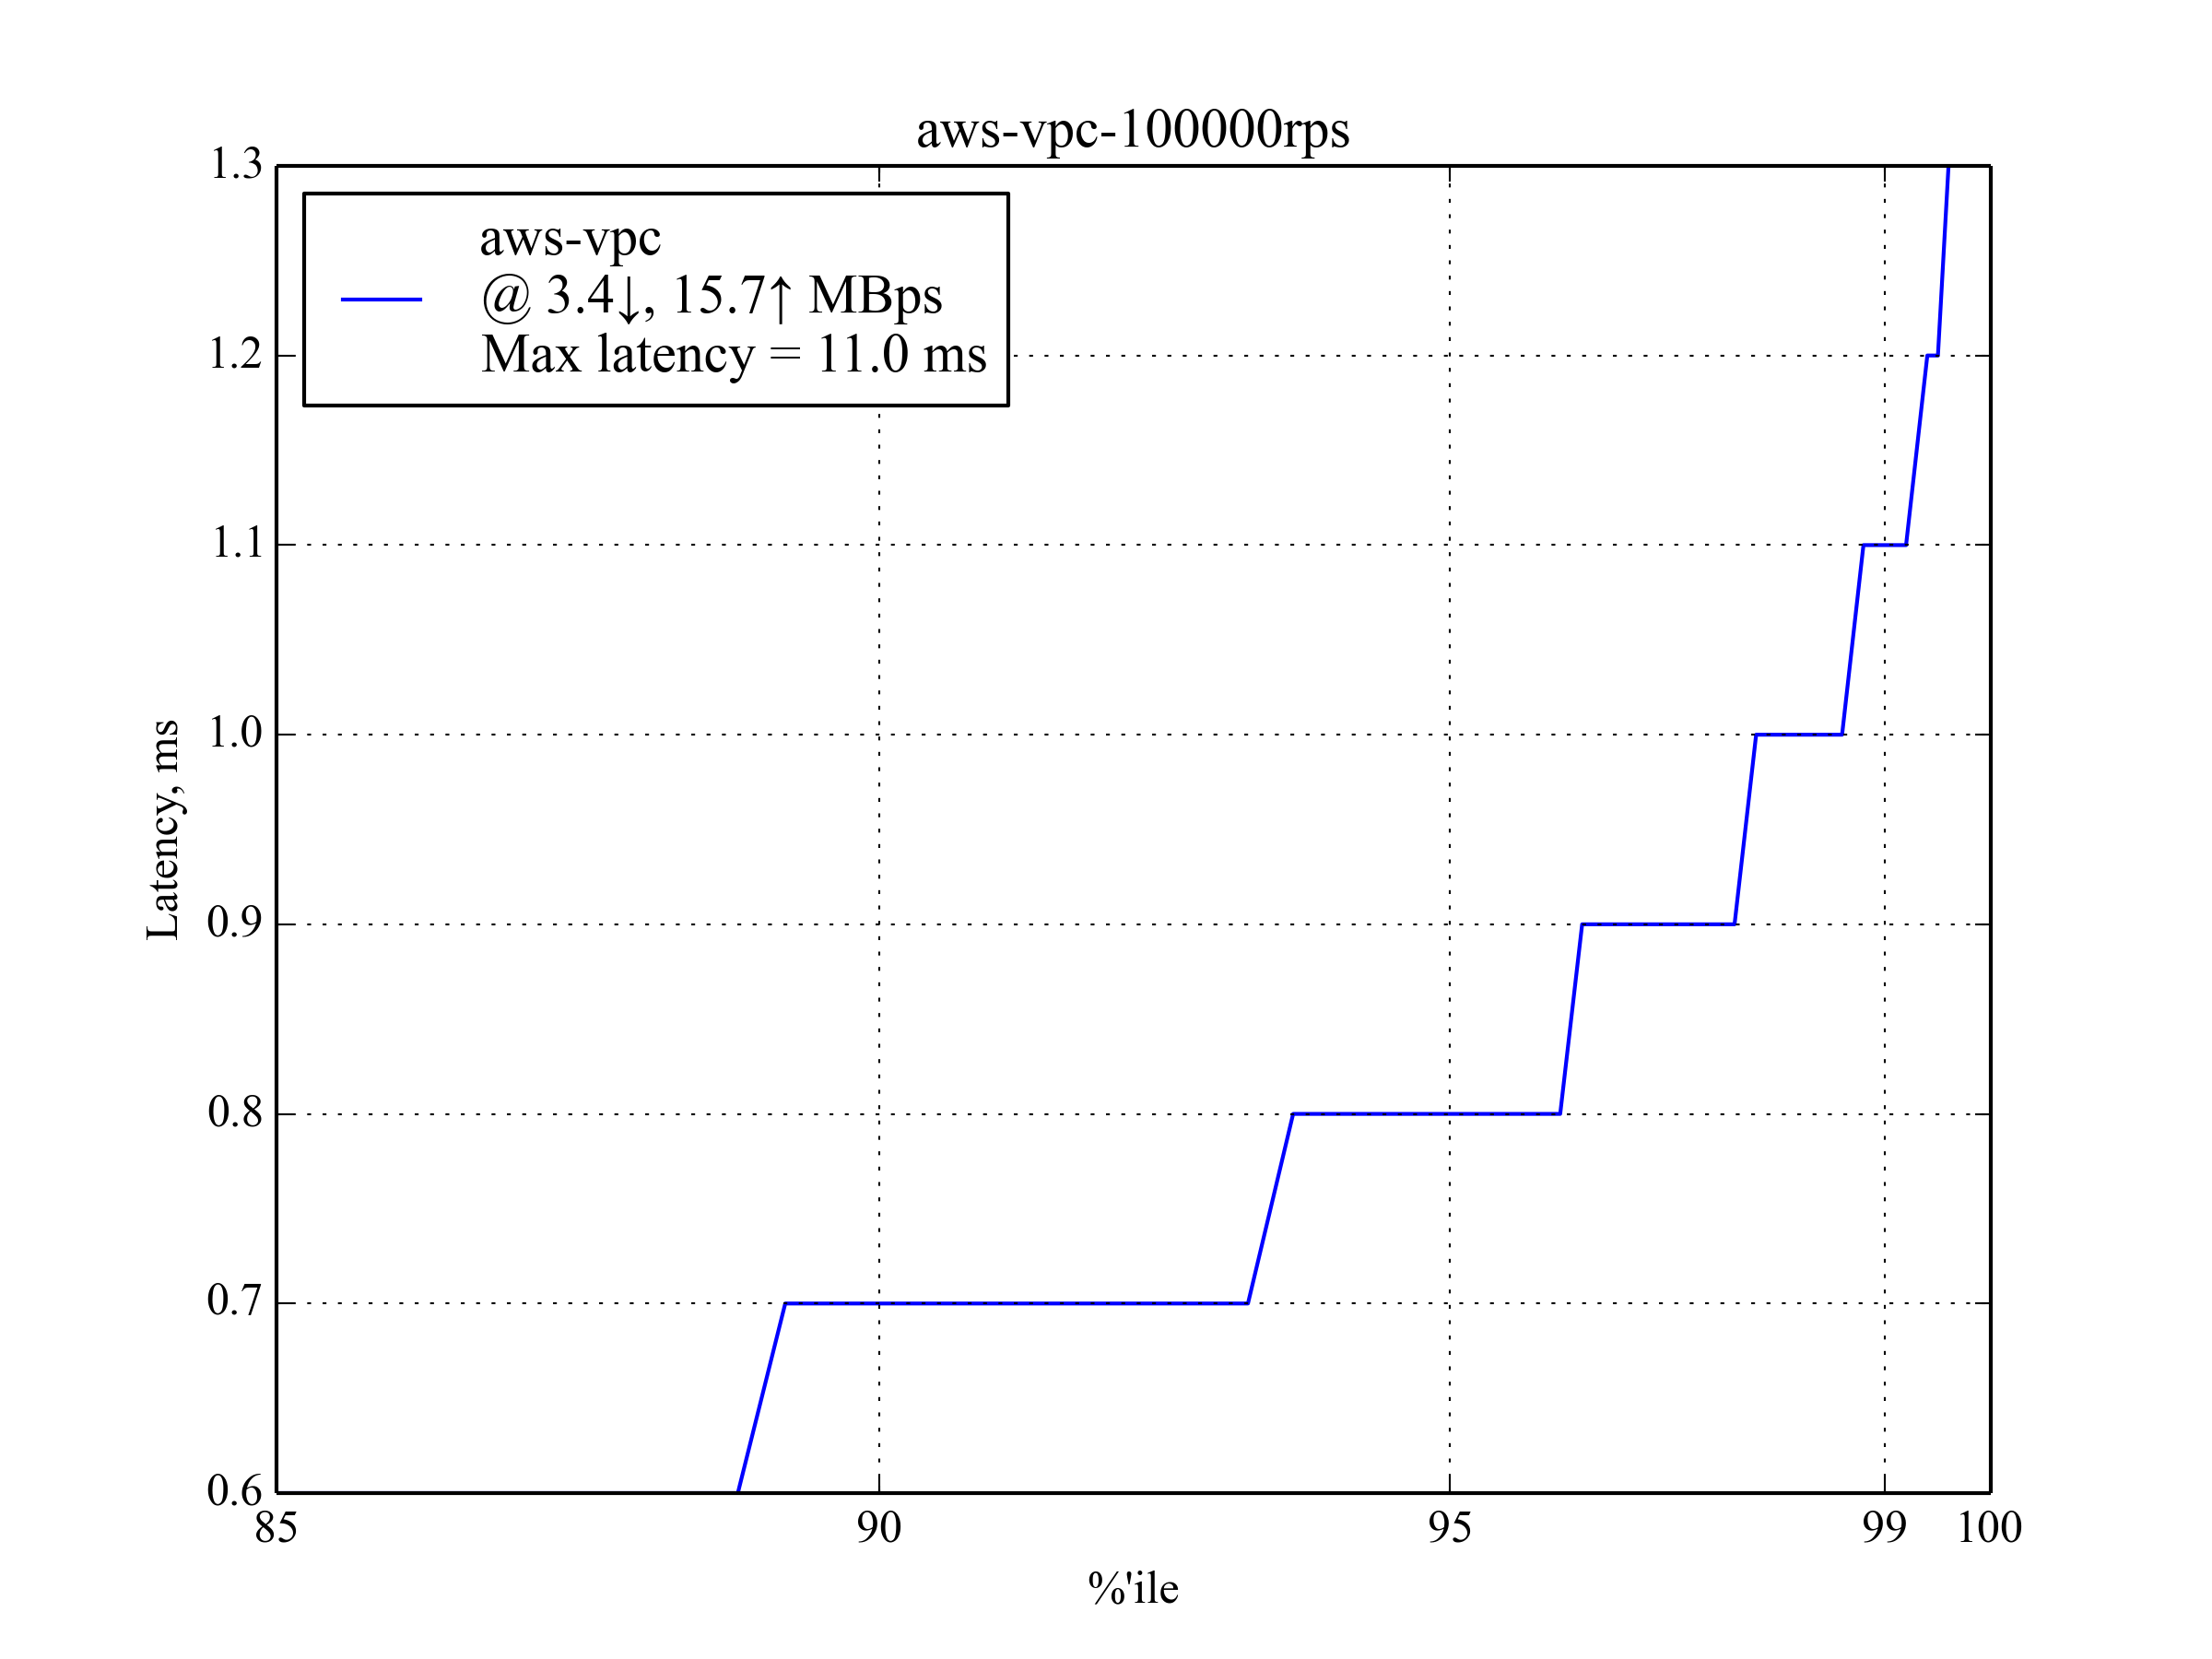 aws-vpc-100000rps
aws-vpc
@ 3.4↓, 15.7↑ MBps
Max latency = 11.0 ms
1.3
1.2
1.1
1.0
0.9
0.8
0.7
0.6
Latency, ms
85 90 95 99 100
%'ile